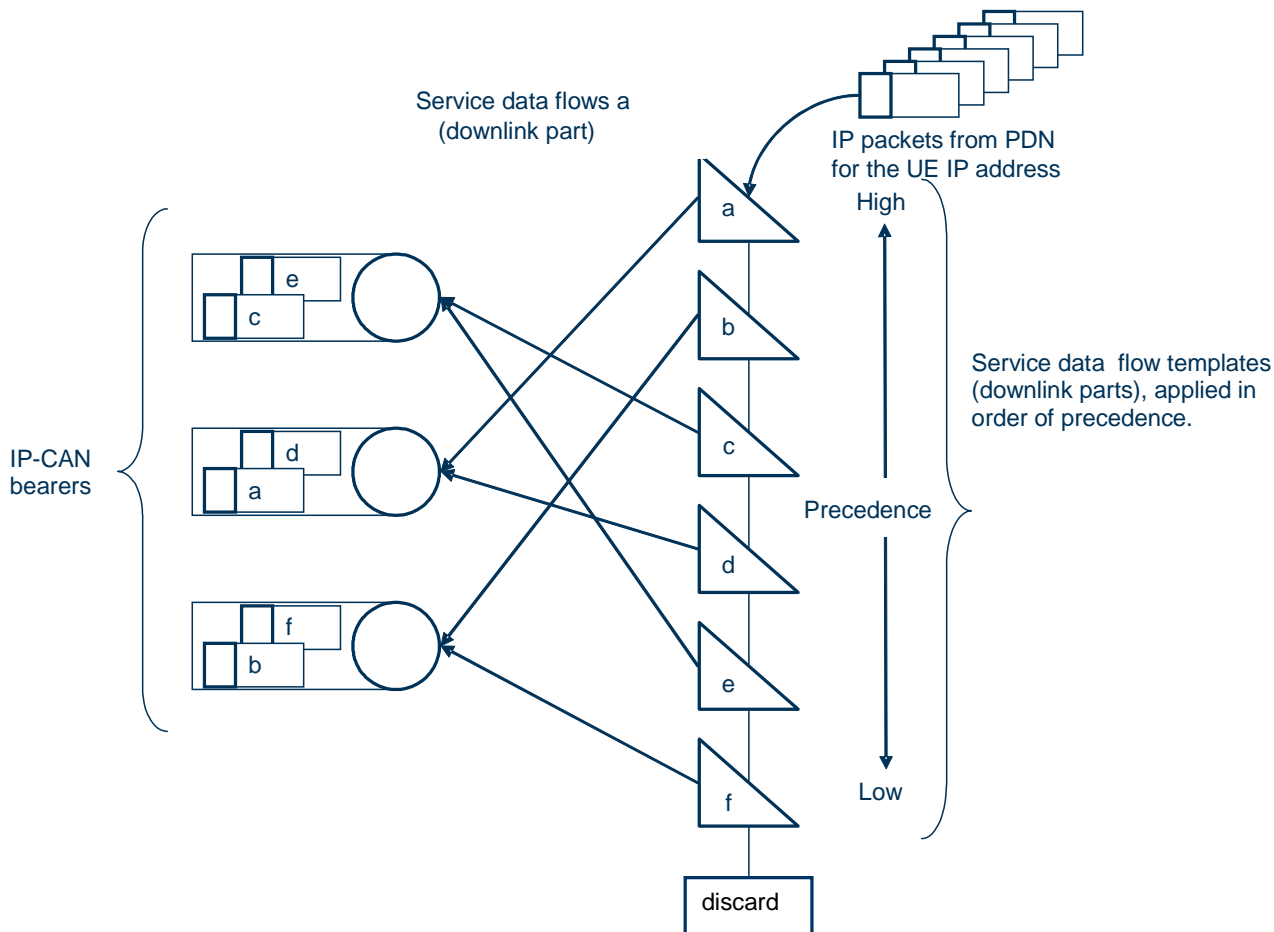 Service data flows a
(downlink part)
IP packets from PDN
for the UE IP address
High
a
e
c
b
Service data flow templates
(downlink parts), applied in
order of precedence.
c
IP-CAN
bearers
d
a
Precedence
d
f
b
e
Low
f
discard